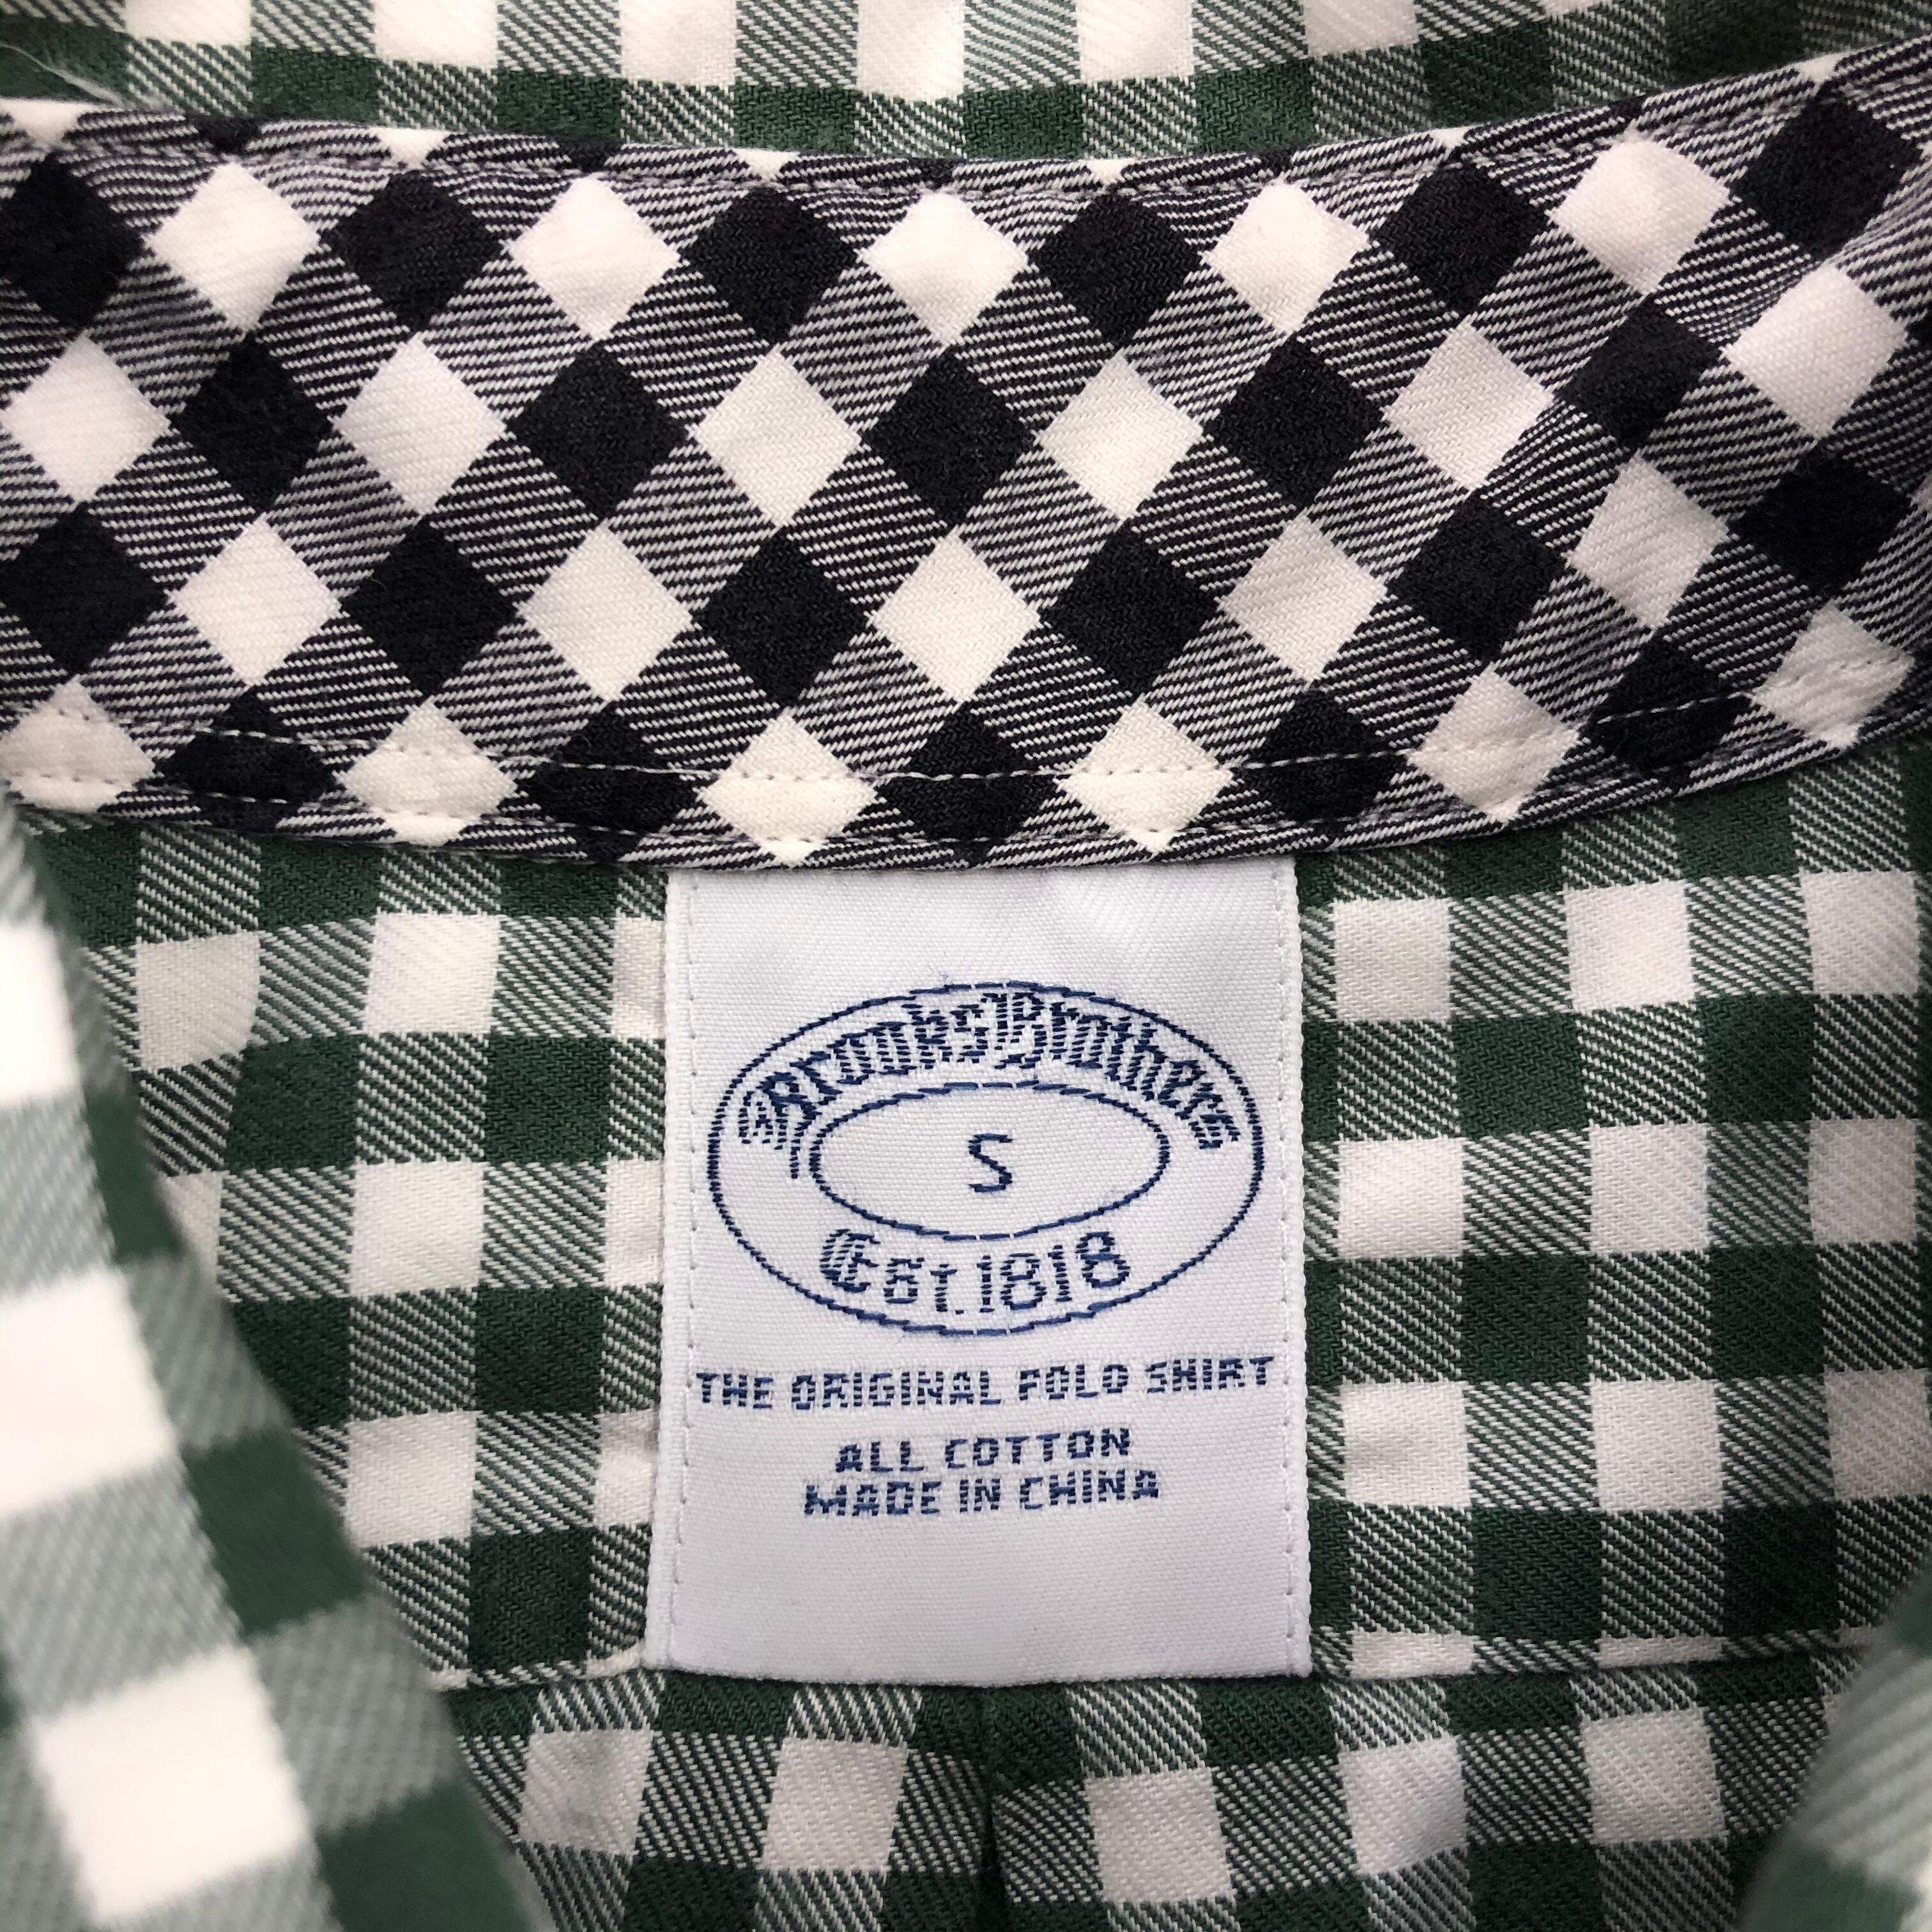 Brooks Brothers
S
Est. 1818
THE ORIGINAL POLO SHIRT
ALL COTTON
MADE IN CHINA